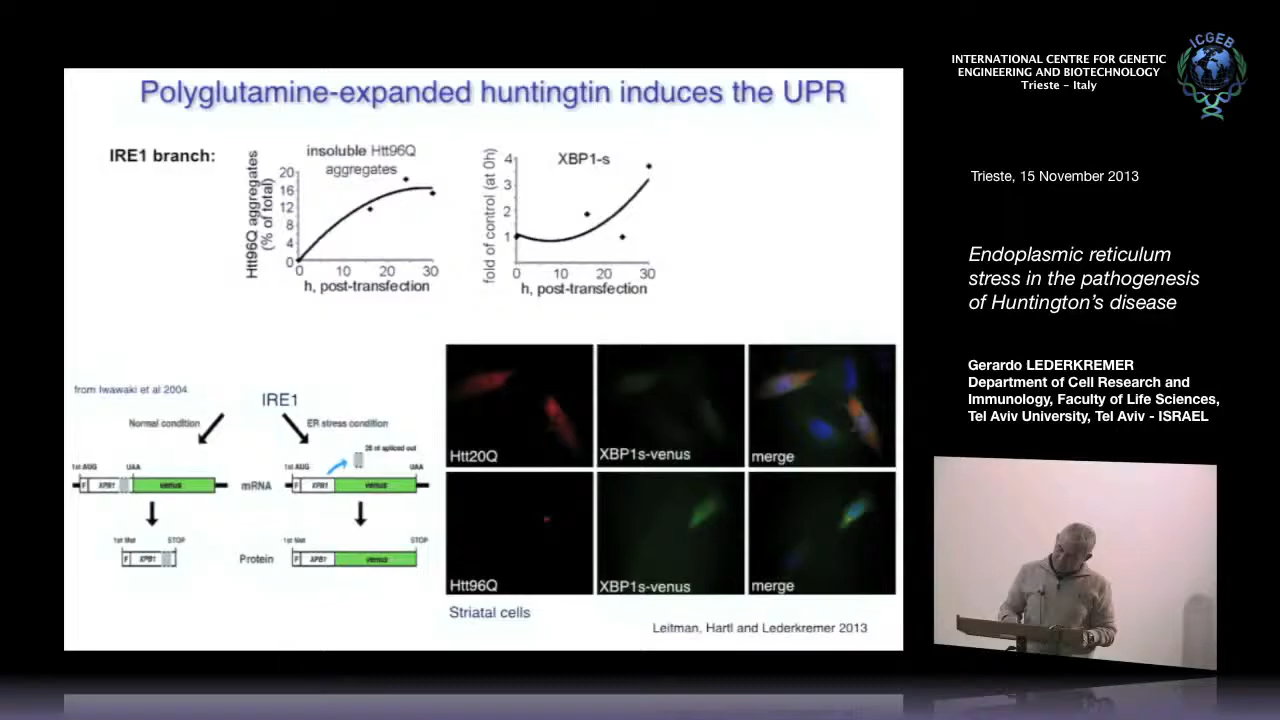 Polyglutamine-expanded huntingtin induces the UPR
IRE1 branch:
insoluble Htt96Q
aggregates
Htt96Q aggregates
(% of total)
20
16
12
8
4
0
0 10 20 30
h, post-transfection
XBP1-s
fold of control (at 0h)
4
3
2
1
0 10 20 30
h, post-transfection
from Iwawaki et al 2004
IRE1
Normal condition
ER stress condition
26 nt spliced out
1st AUG
UAA
1st AUG
UAA
F XBP1 venus
mRNA
F XBP1 venus
1st Met
STOP
1st Met
STOP
F XBP1
Protein
F XBP1 venus
Htt20Q
XBP1s-venus
merge
Htt96Q
XBP1s-venus
merge
Striatal cells
Leitman, Hartl and Lederkremer 2013
INTERNATIONAL CENTRE FOR GENETIC
ENGINEERING AND BIOTECHNOLOGY
Trieste - Italy
ICGEB
Trieste, 15 November 2013
Endoplasmic reticulum
stress in the pathogenesis
of Huntington's disease
Gerardo LEDERKREMER
Department of Cell Research and
Immunology, Faculty of Life Sciences,
Tel Aviv University, Tel Aviv - ISRAEL